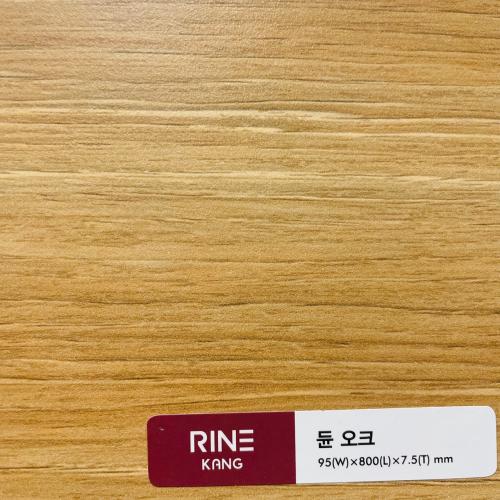 RINE
KANG
듄 오크
95(W)×800(L)×7.5(T) mm